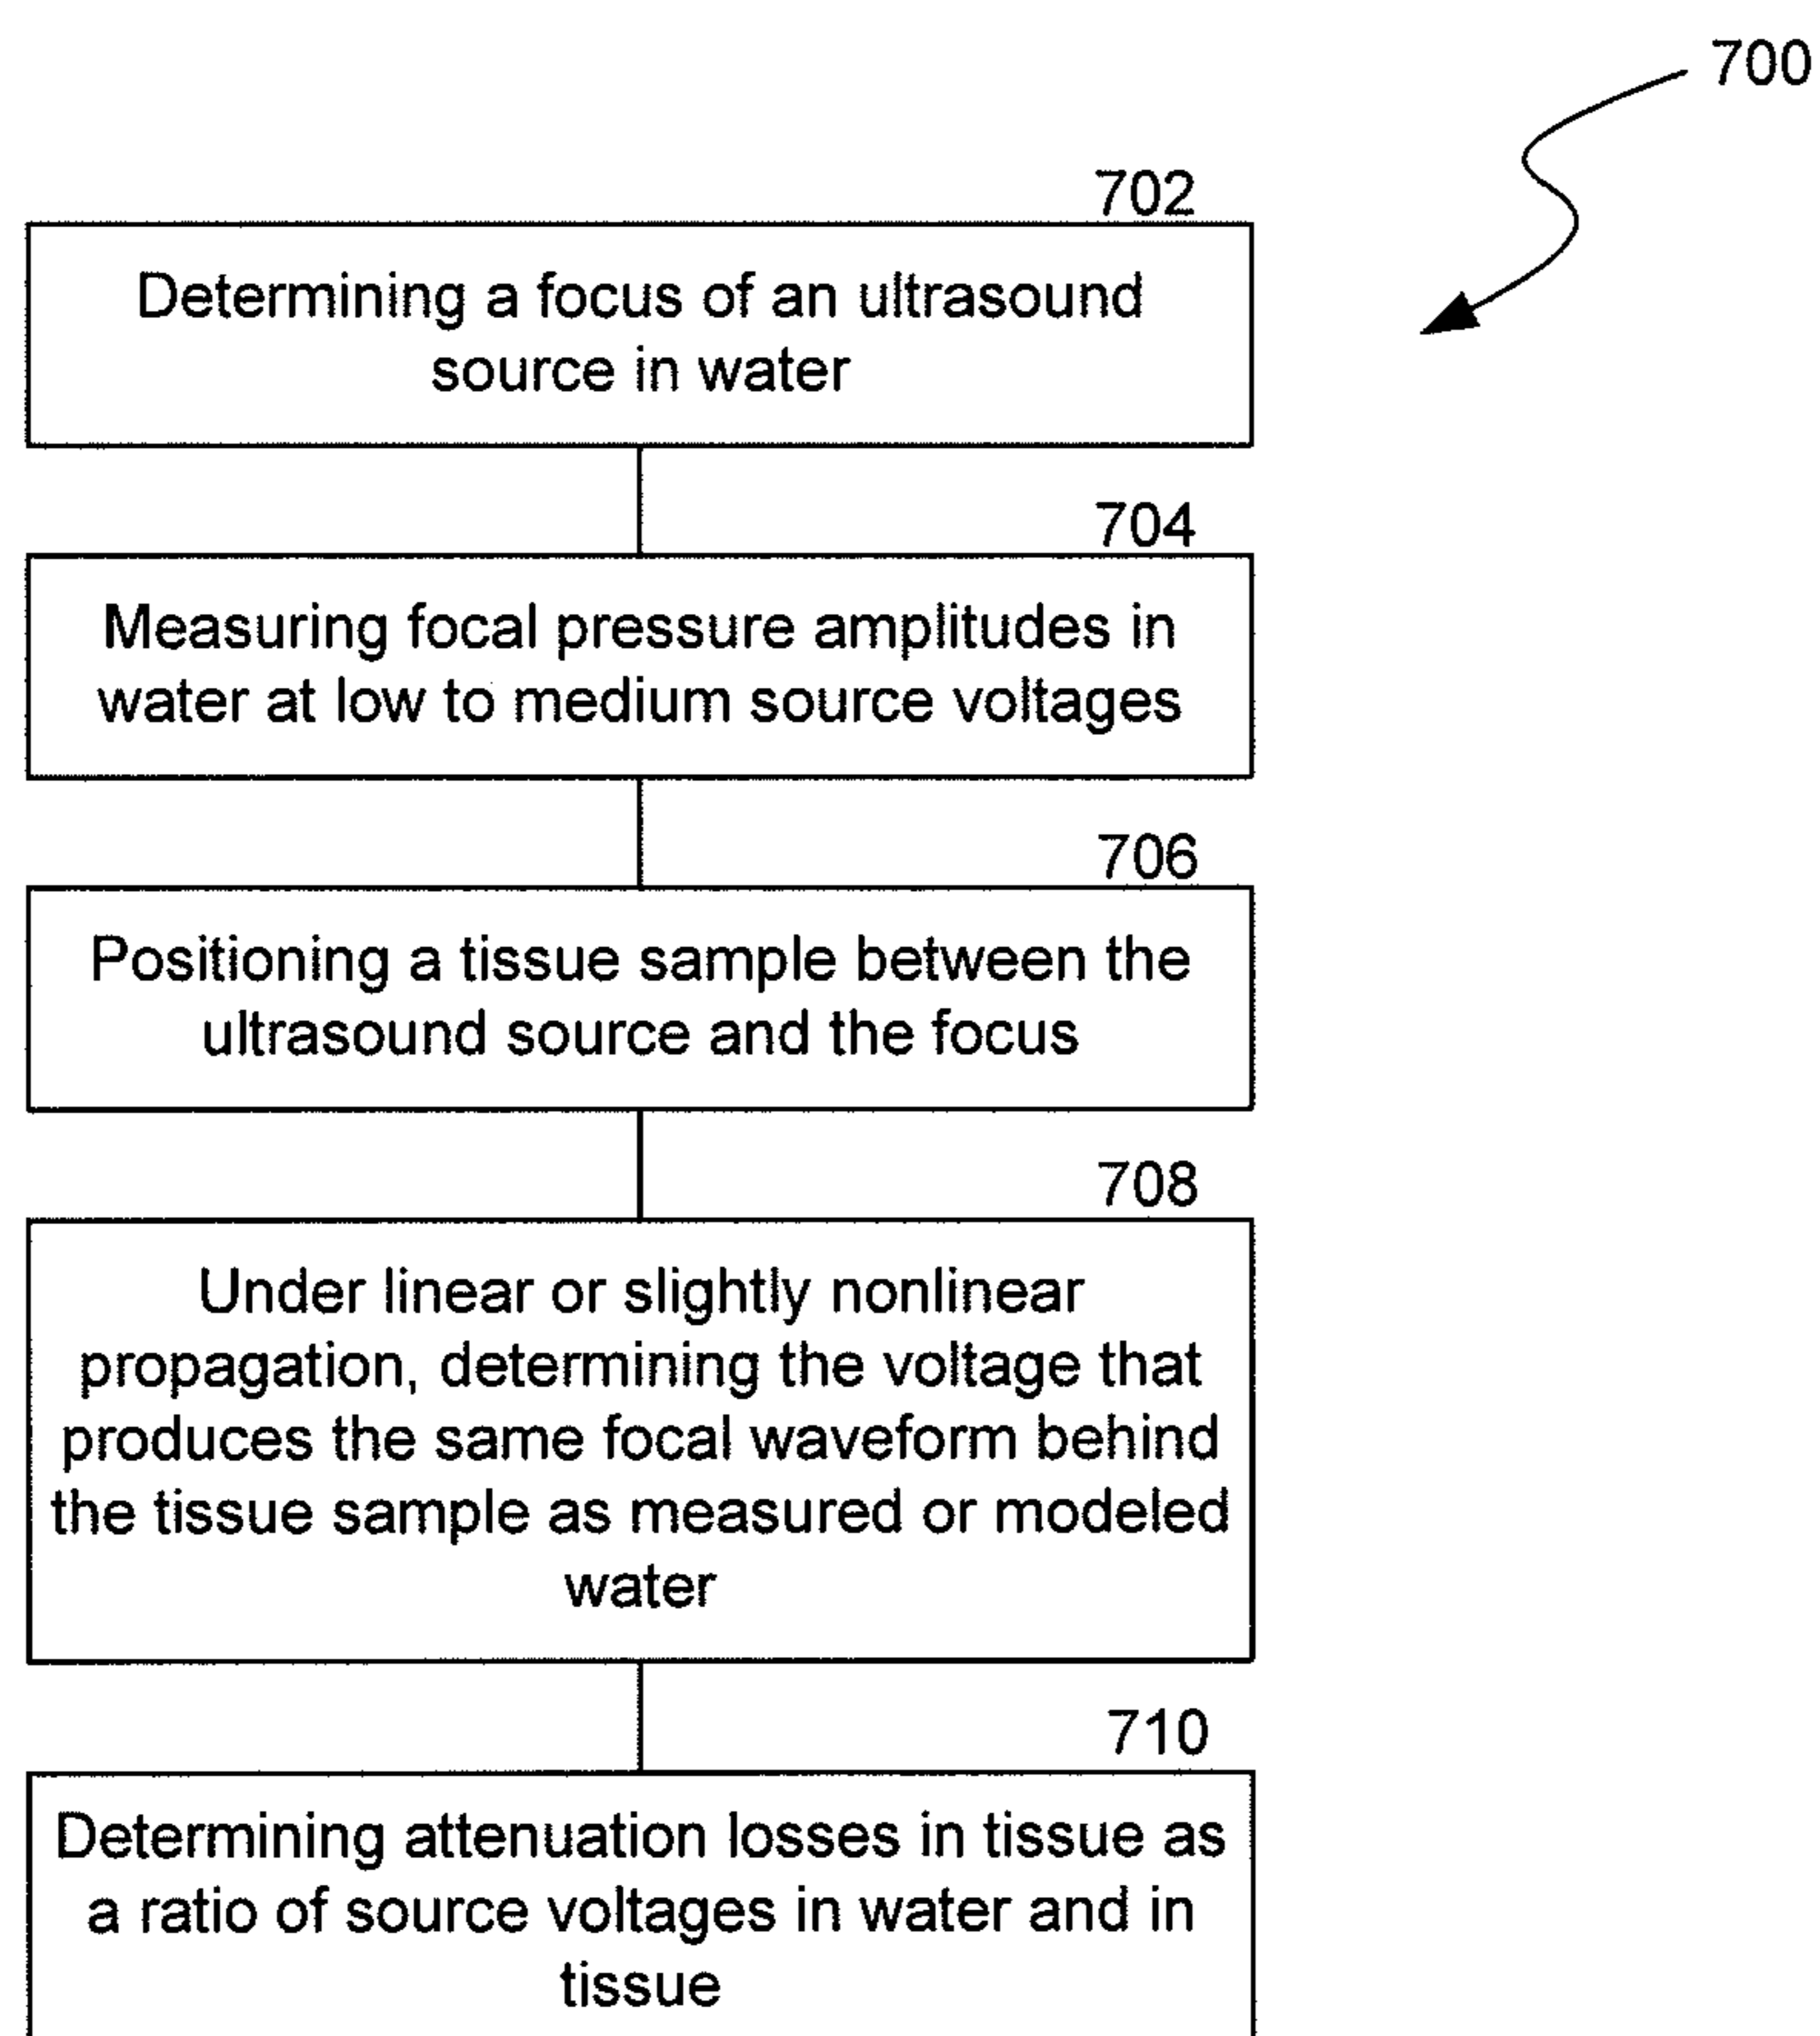 700
702
Determining a focus of an ultrasound
source in water
704
Measuring focal pressure amplitudes in
water at low to medium source voltages
706
Positioning a tissue sample between the
ultrasound source and the focus
708
Under linear or slightly nonlinear
propagation, determining the voltage that
produces the same focal waveform behind
the tissue sample as measured or modeled
water
710
Determining attenuation losses in tissue as
a ratio of source voltages in water and in
tissue